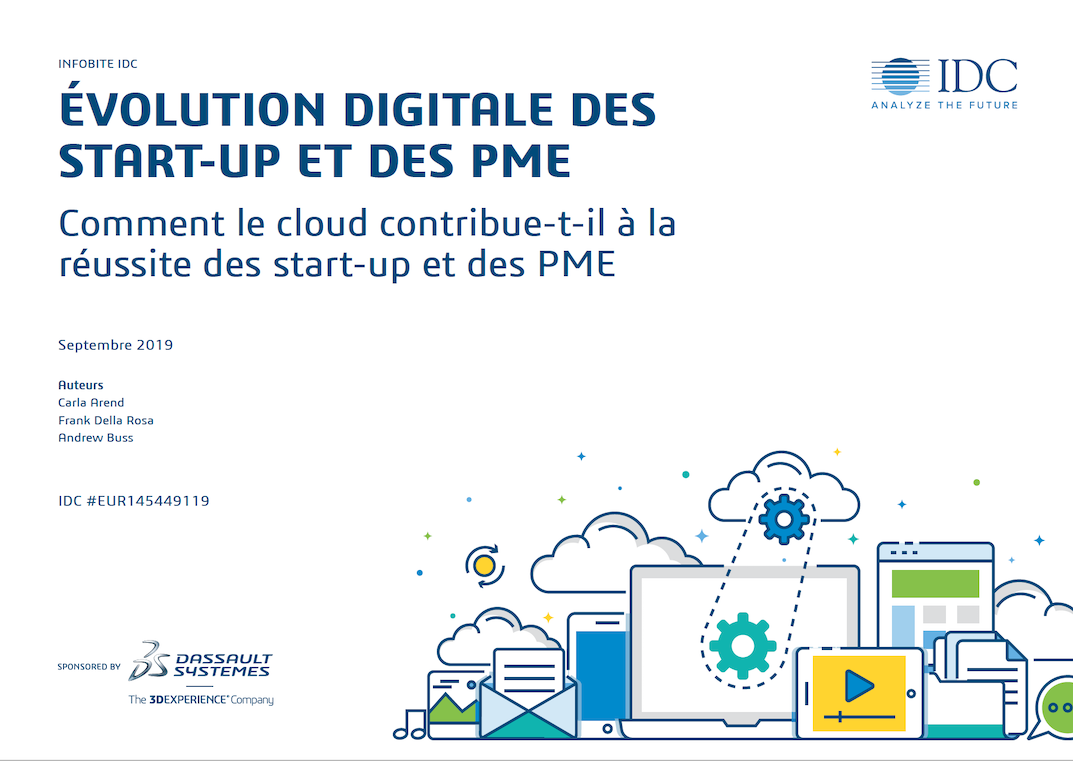 INFOBITE IDC
IDC
ANALYZE THE FUTURE
ÉVOLUTION DIGITALE DES
START-UP ET DES PME
Comment le cloud contribue-t-il à la
réussite des start-up et des PME
Septembre 2019
Auteurs
Carla Arend
Frank Della Rosa
Andrew Buss
IDC #EUR145449119
SPONSORED BY
DASSAULT
SYSTEMES
The 3DEXPERIENCE® Company